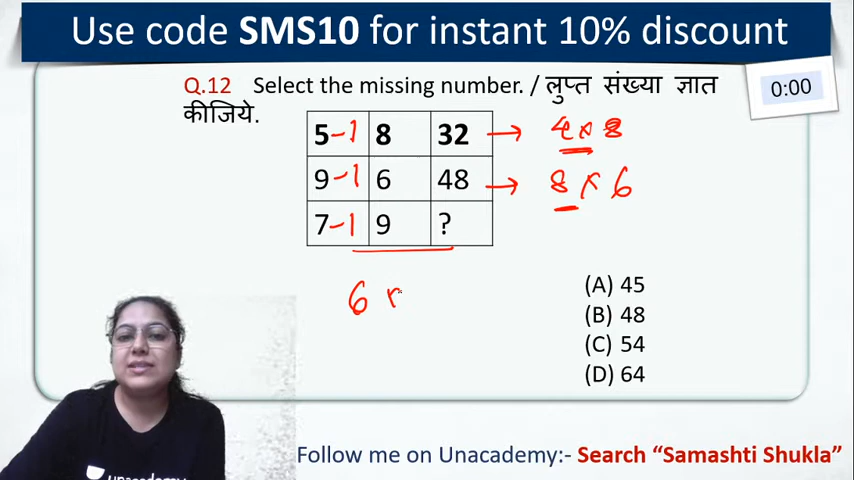 Use code SMS10 for instant 10% discount
Q.12 Select the missing number. / लुप्त संख्या ज्ञात
कीजिये.
0:00
5 -1 8 32 → 4 × 8
9 -1 6 48 → 8 × 6
7 -1 9 ?
6
(A) 45
(B) 48
(C) 54
(D) 64
unacademy
Follow me on Unacademy:- Search “Samashti Shukla”